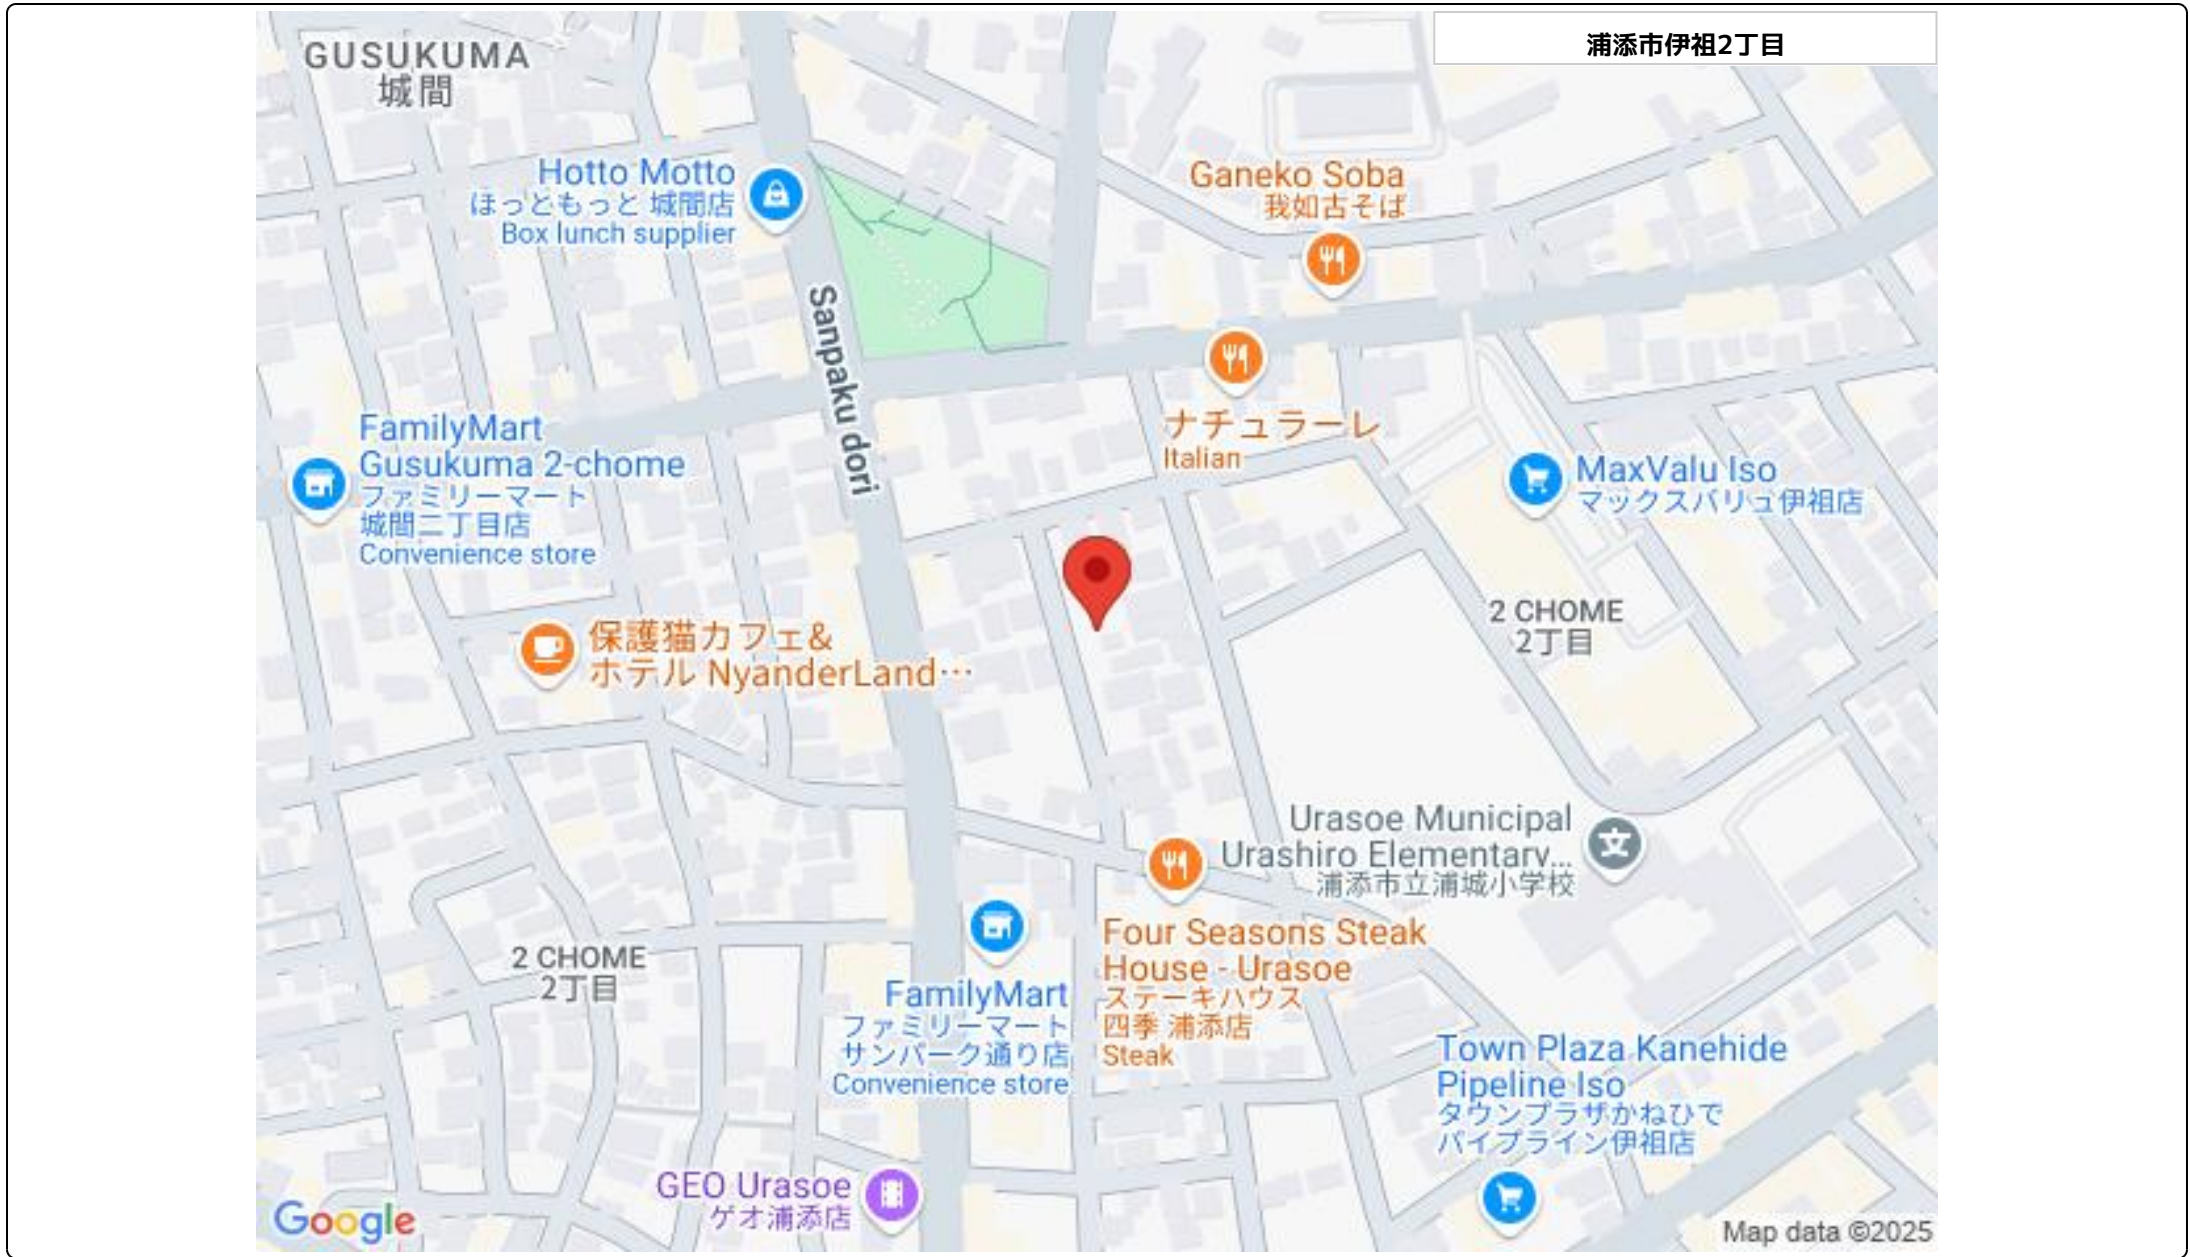 GUSUKUMA
城間
浦添市伊祖2丁目
Hotto Motto
ほっともっと 城間店
Box lunch supplier
Ganeko Soba
我如古そば
Sanpaku dori
ナチュラーレ
Italian
FamilyMart
Gusukuma 2-chome
ファミリーマート
城間二丁目店
Convenience store
MaxValu Iso
マックスバリュ伊祖店
2 CHOME
2丁目
保護猫カフェ&
ホテル NyanderLand…
Urasoe Municipal
Urashiro Elementary...
浦添市立浦城小学校
Four Seasons Steak
House - Urasoe
ステーキハウス
四季 浦添店
Steak
2 CHOME
2丁目
FamilyMart
ファミリーマート
サンパーク通り店
Convenience store
Town Plaza Kanehide
Pipeline Iso
タウンプラザかねひで
パイプライン伊祖店
GEO Urasoe
ゲオ浦添店
文
Google
Map data ©2025